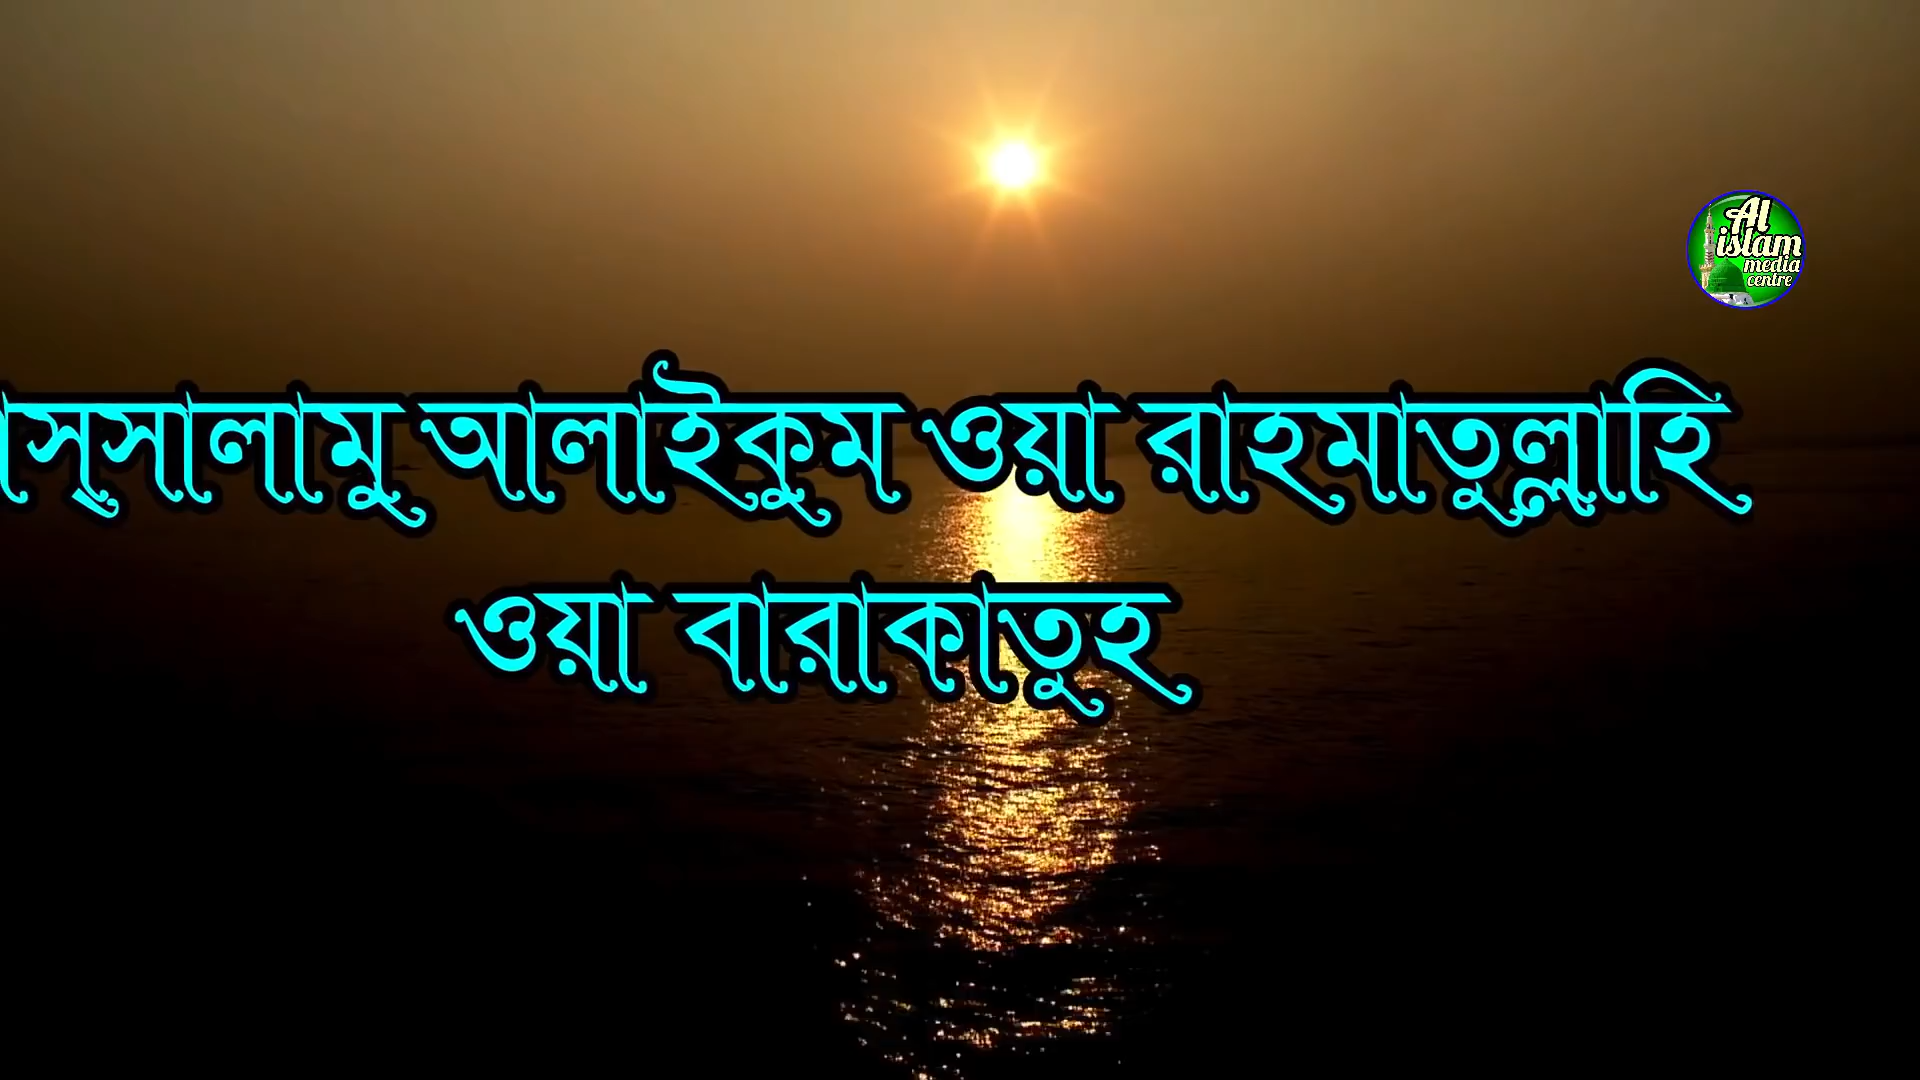 াস্সালামু আলাইকুম ওয়া রাহমাতুল্লাহি
ওয়া বারাকাতুহ
Al
islam
media
centre